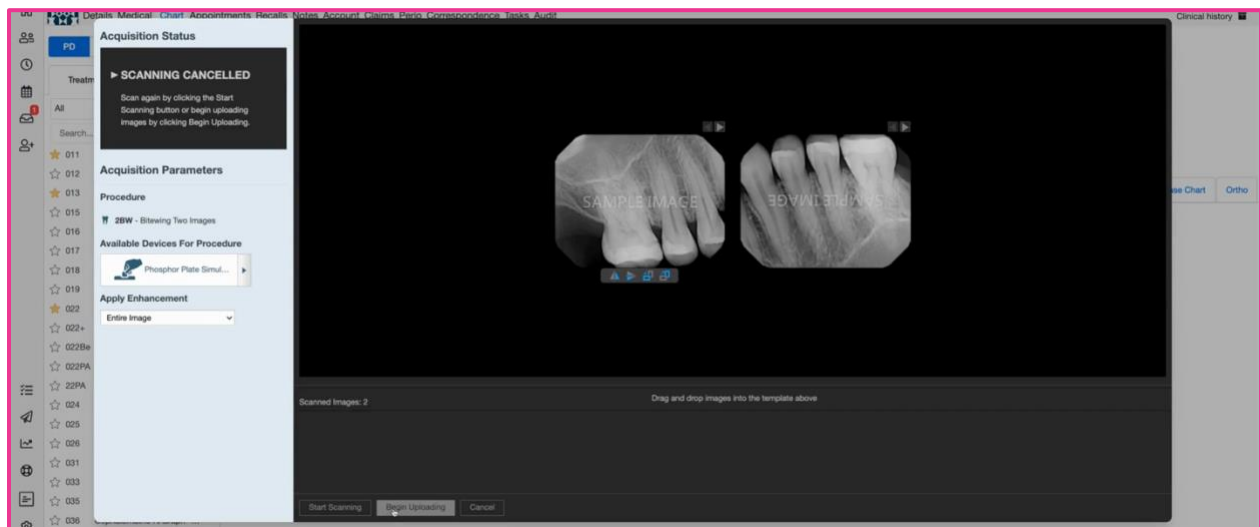 Details Medical Chart Appointments Recalls Notes Account Claims Perio Correspondence Tasks Audit
Clinical history
PD
Treatm
All
Search...
011
012
013
015
016
017
018
019
022
022+
022Be
022PA
22PA
024
025
026
031
033
035
036
1
Acquisition Status
► SCANNING CANCELLED
Scan again by clicking the Start
Scanning button or begin uploading
images by clicking Begin Uploading.
Acquisition Parameters
Procedure
2BW - Bitewing Two Images
Available Devices For Procedure
Phosphor Plate Simul...
Apply Enhancement
Entire Image
SAMPLE IMAGE
SAMPLE IMAGE
Scanned Images: 2
Drag and drop images into the template above
Start Scanning
Begin Uploading
Cancel
se Chart
Ortho